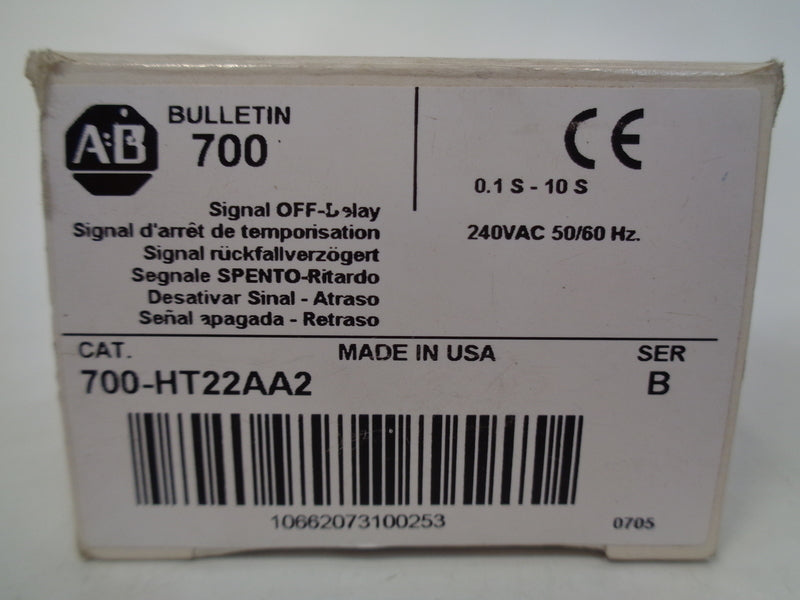 A-B
BULLETIN
700
CE
0.1 S - 10 S
240VAC 50/60 Hz.
Signal OFF-Delay
Signal d'arrêt de temporisation
Signal rückfallverzögert
Segnale SPENTO-Ritardo
Desativar Sinal - Atraso
Señal apagada - Retraso
CAT.
MADE IN USA
SER
700-HT22AA2
B
10662073100253
0705